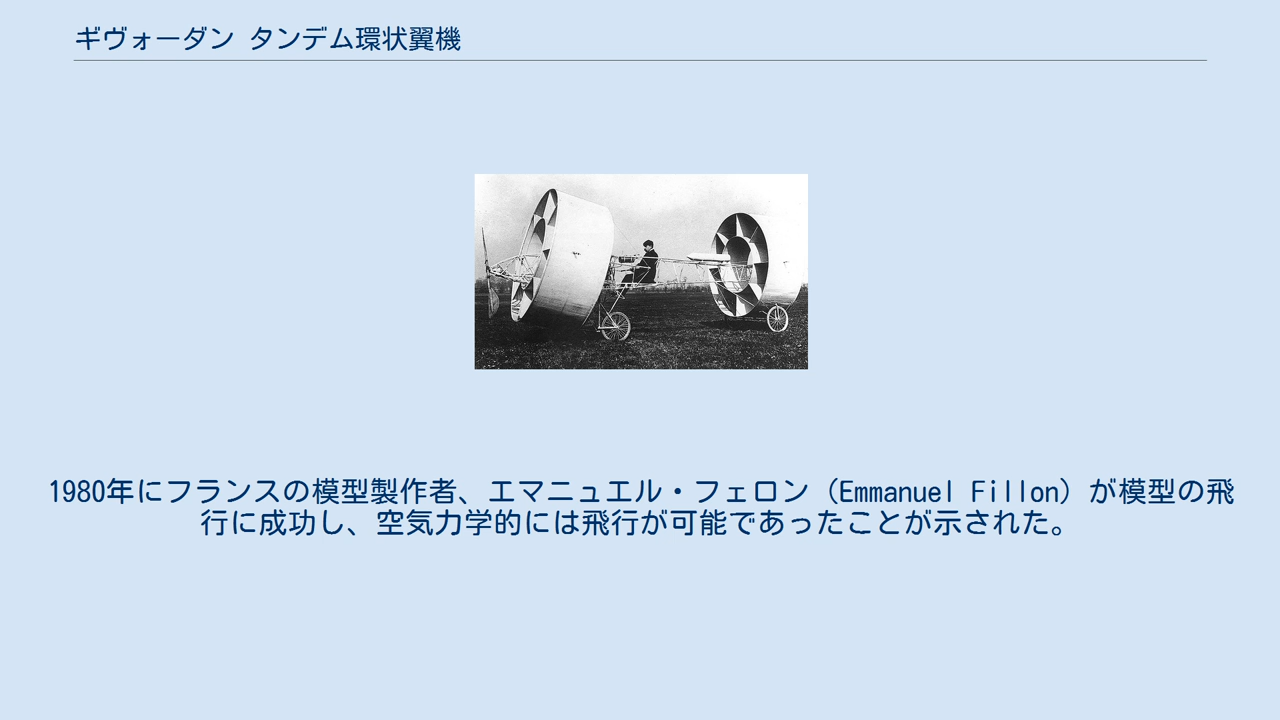 ギヴォーダン タンデム環状翼機
1980年にフランスの模型製作者、エマニュエル・フェロン（Emmanuel Fillon）が模型の飛
行に成功し、空気力学的には飛行が可能であったことが示された。